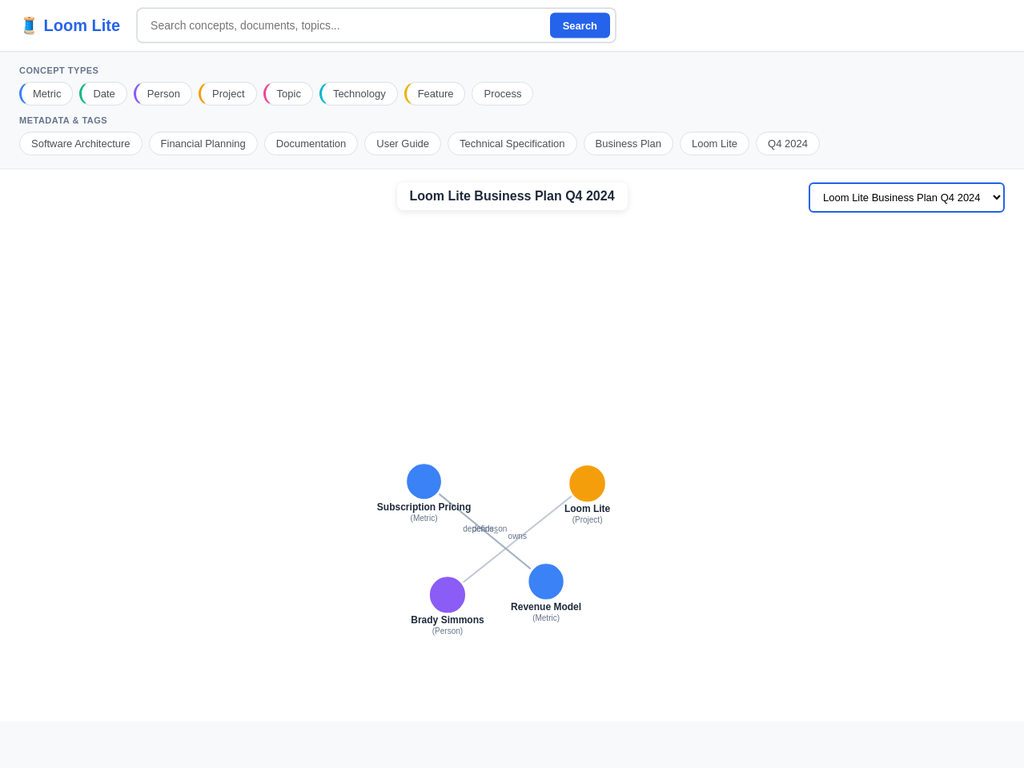 Loom Lite
Search concepts, documents, topics...
Search
CONCEPT TYPES
Metric
Date
Person
Project
Topic
Technology
Feature
Process
METADATA & TAGS
Software Architecture
Financial Planning
Documentation
User Guide
Technical Specification
Business Plan
Loom Lite
Q4 2024
Loom Lite Business Plan Q4 2024
Loom Lite Business Plan Q4 2024
Subscription Pricing
(Metric)
Loom Lite
(Project)
owns
Revenue Model
(Metric)
Brady Simmons
(Person)